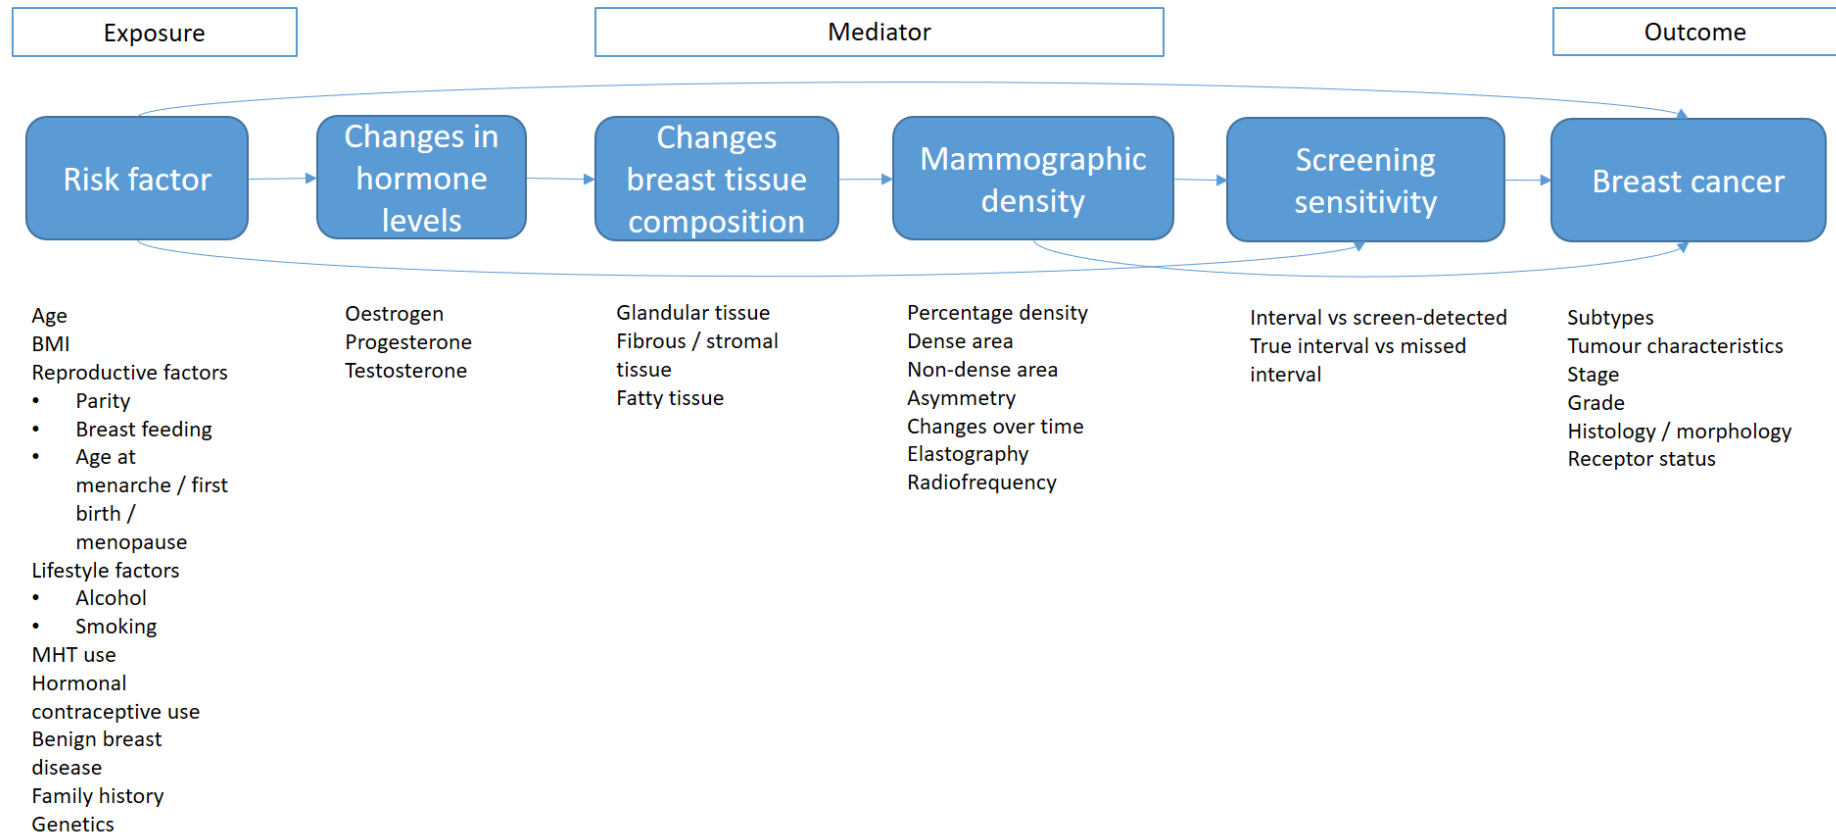 Exposure
Mediator
Outcome
Risk factor
Changes in
hormone
levels
Changes
breast tissue
composition
Mammographic
density
Screening
sensitivity
Breast cancer
Age
BMI
Reproductive factors
• Parity
• Breast feeding
• Age at
menarche / first
birth /
menopause
Lifestyle factors
• Alcohol
• Smoking
MHT use
Hormonal
contraceptive use
Benign breast
disease
Family history
Genetics
Oestrogen
Progesterone
Testosterone
Glandular tissue
Fibrous / stromal
tissue
Fatty tissue
Percentage density
Dense area
Non-dense area
Asymmetry
Changes over time
Elastography
Radiofrequency
Interval vs screen-detected
True interval vs missed
interval
Subtypes
Tumour characteristics
Stage
Grade
Histology / morphology
Receptor status